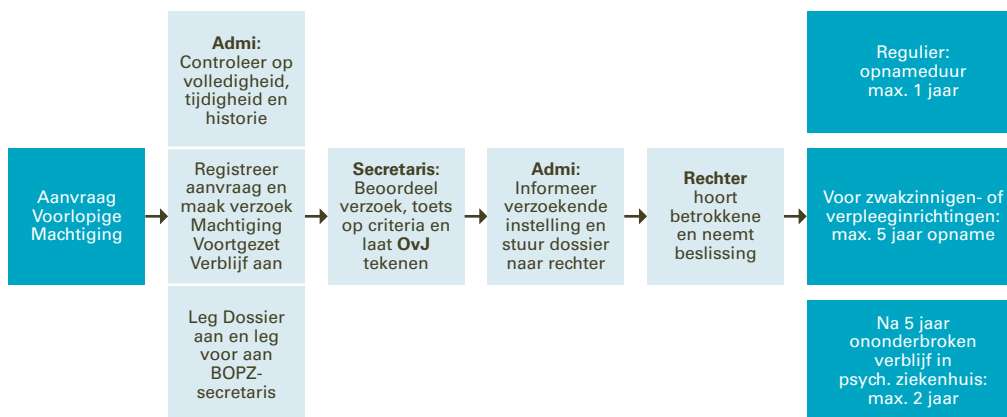 Aanvraag
Voorlopige
Machtiging
Admi:
Controleer op
volledigheid,
tijdigheid en
historie
Registreer
aanvraag en
maak verzoek
Machtiging
Voortgezet
Verblijf aan
Leg Dossier
aan en leg
voor aan
BOPZ-
secretaris
Secretaris:
Beoordeel
verzoek, toets
op criteria en
laat OvJ
tekenen
Admi:
Informeer
verzoekende
instelling en
stuur dossier
naar rechter
Rechter
hoort
betrokkene
en neemt
beslissing
Regulier:
opnameduur
max. 1 jaar
Voor zwakzinnigen- of
verpleeginrichtingen:
max. 5 jaar opname
Na 5 jaar
ononderbroken
verblijf in
psych. ziekenhuis:
max. 2 jaar